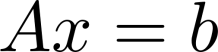 Ax = b